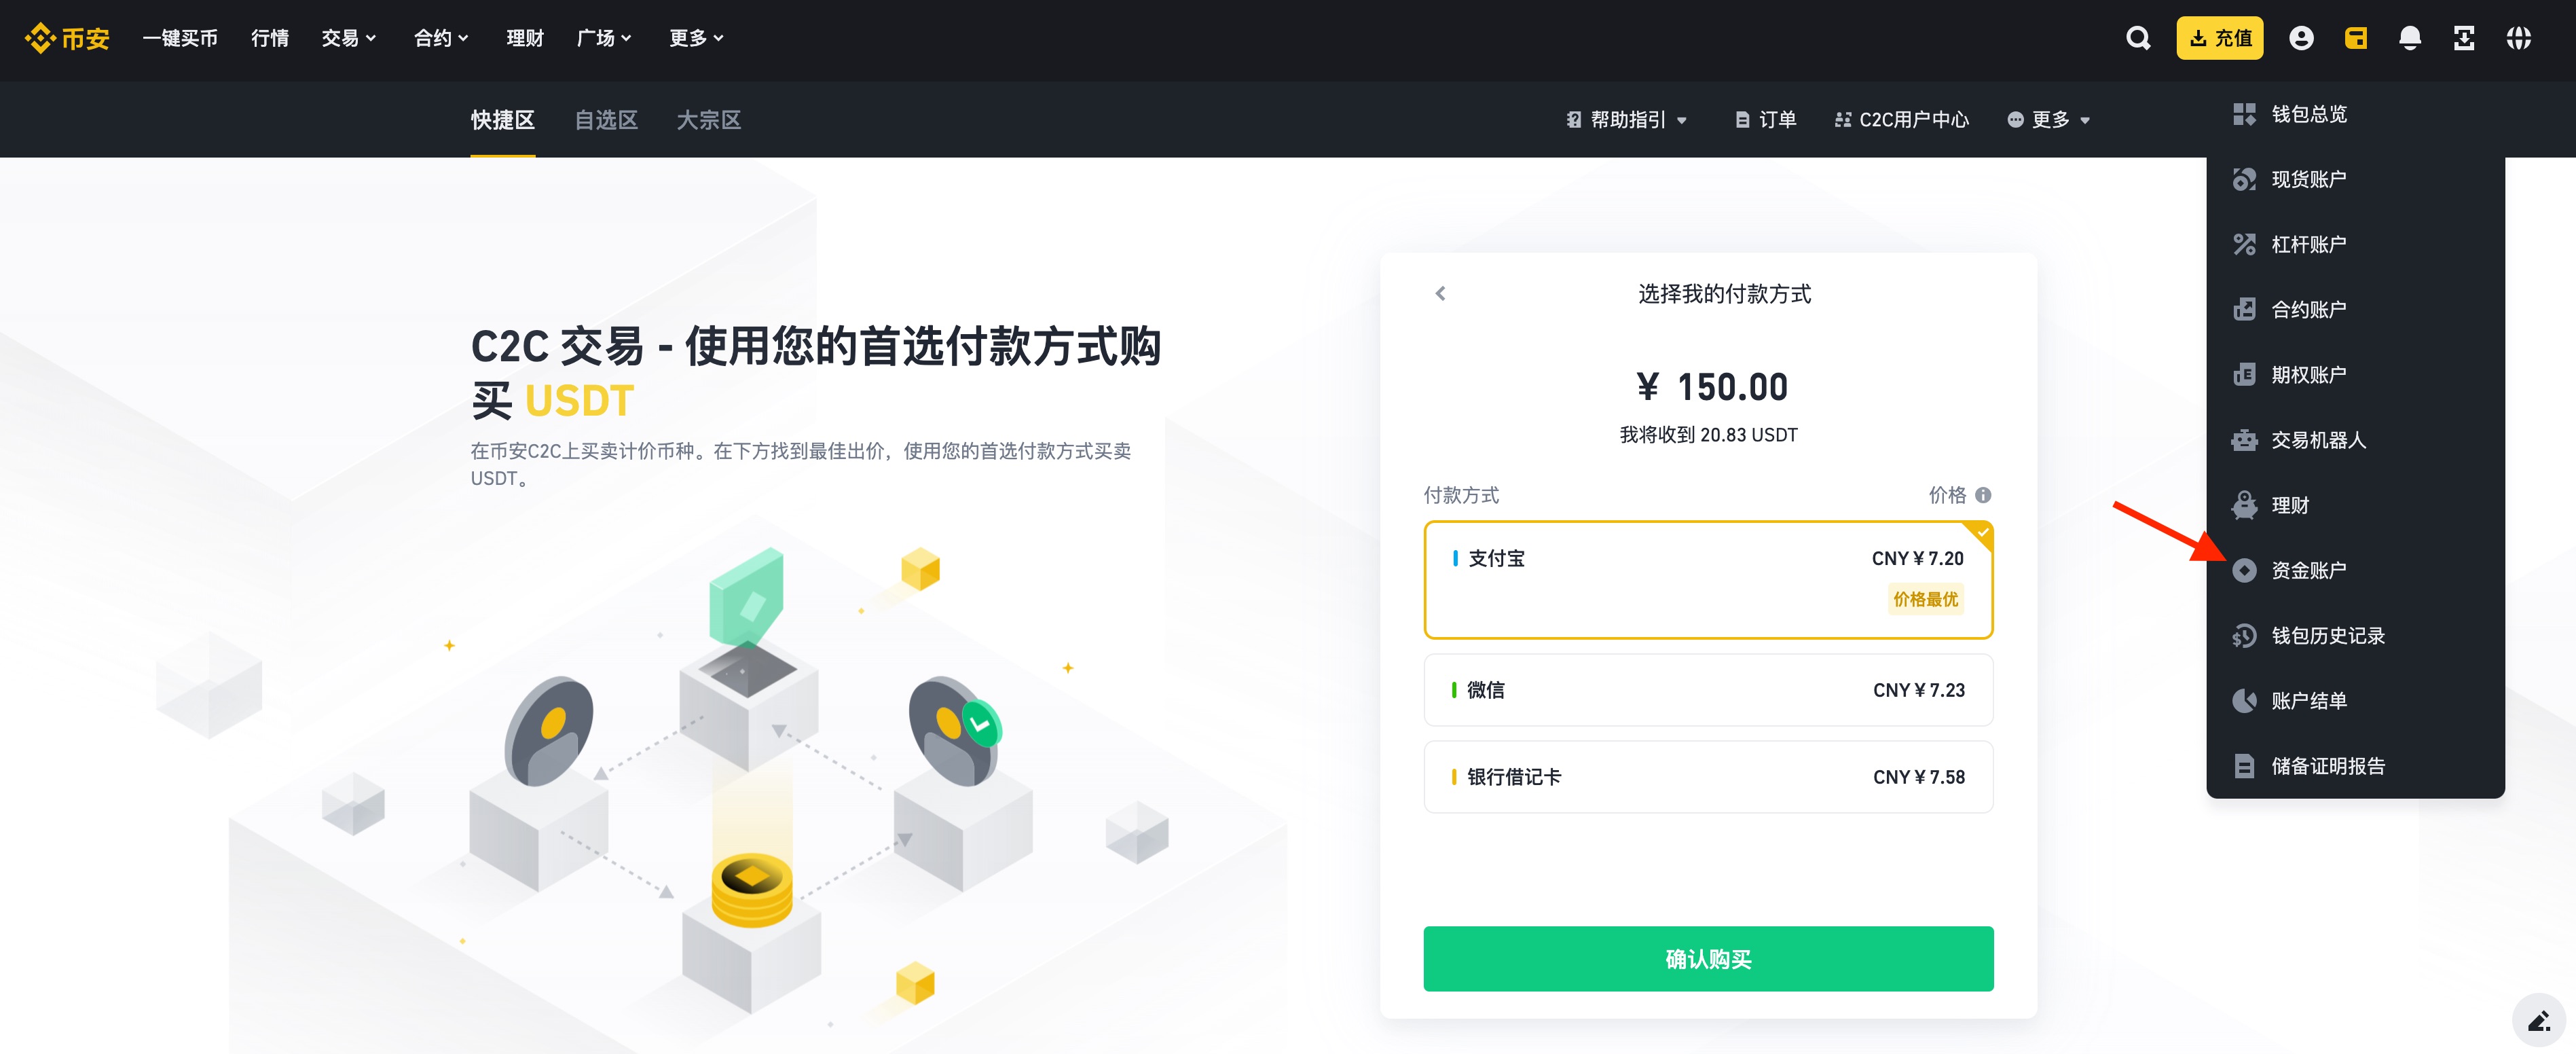 币安
一键买币
行情
交易
合约
理财
广场
更多
充值
快捷区
自选区
大宗区
帮助指引
订单
C2C用户中心
更多
C2C 交易 - 使用您的首选付款方式购
买 USDT
在币安C2C上买卖计价币种。在下方找到最佳出价，使用您的首选付款方式买卖
USDT。
选择我的付款方式
¥ 150.00
我将收到 20.83 USDT
付款方式
价格
支付宝
CNY ¥ 7.20
价格最优
微信
CNY ¥ 7.23
银行借记卡
CNY ¥ 7.58
确认购买
钱包总览
现货账户
杠杆账户
合约账户
期权账户
交易机器人
理财
资金账户
钱包历史记录
账户结单
储备证明报告